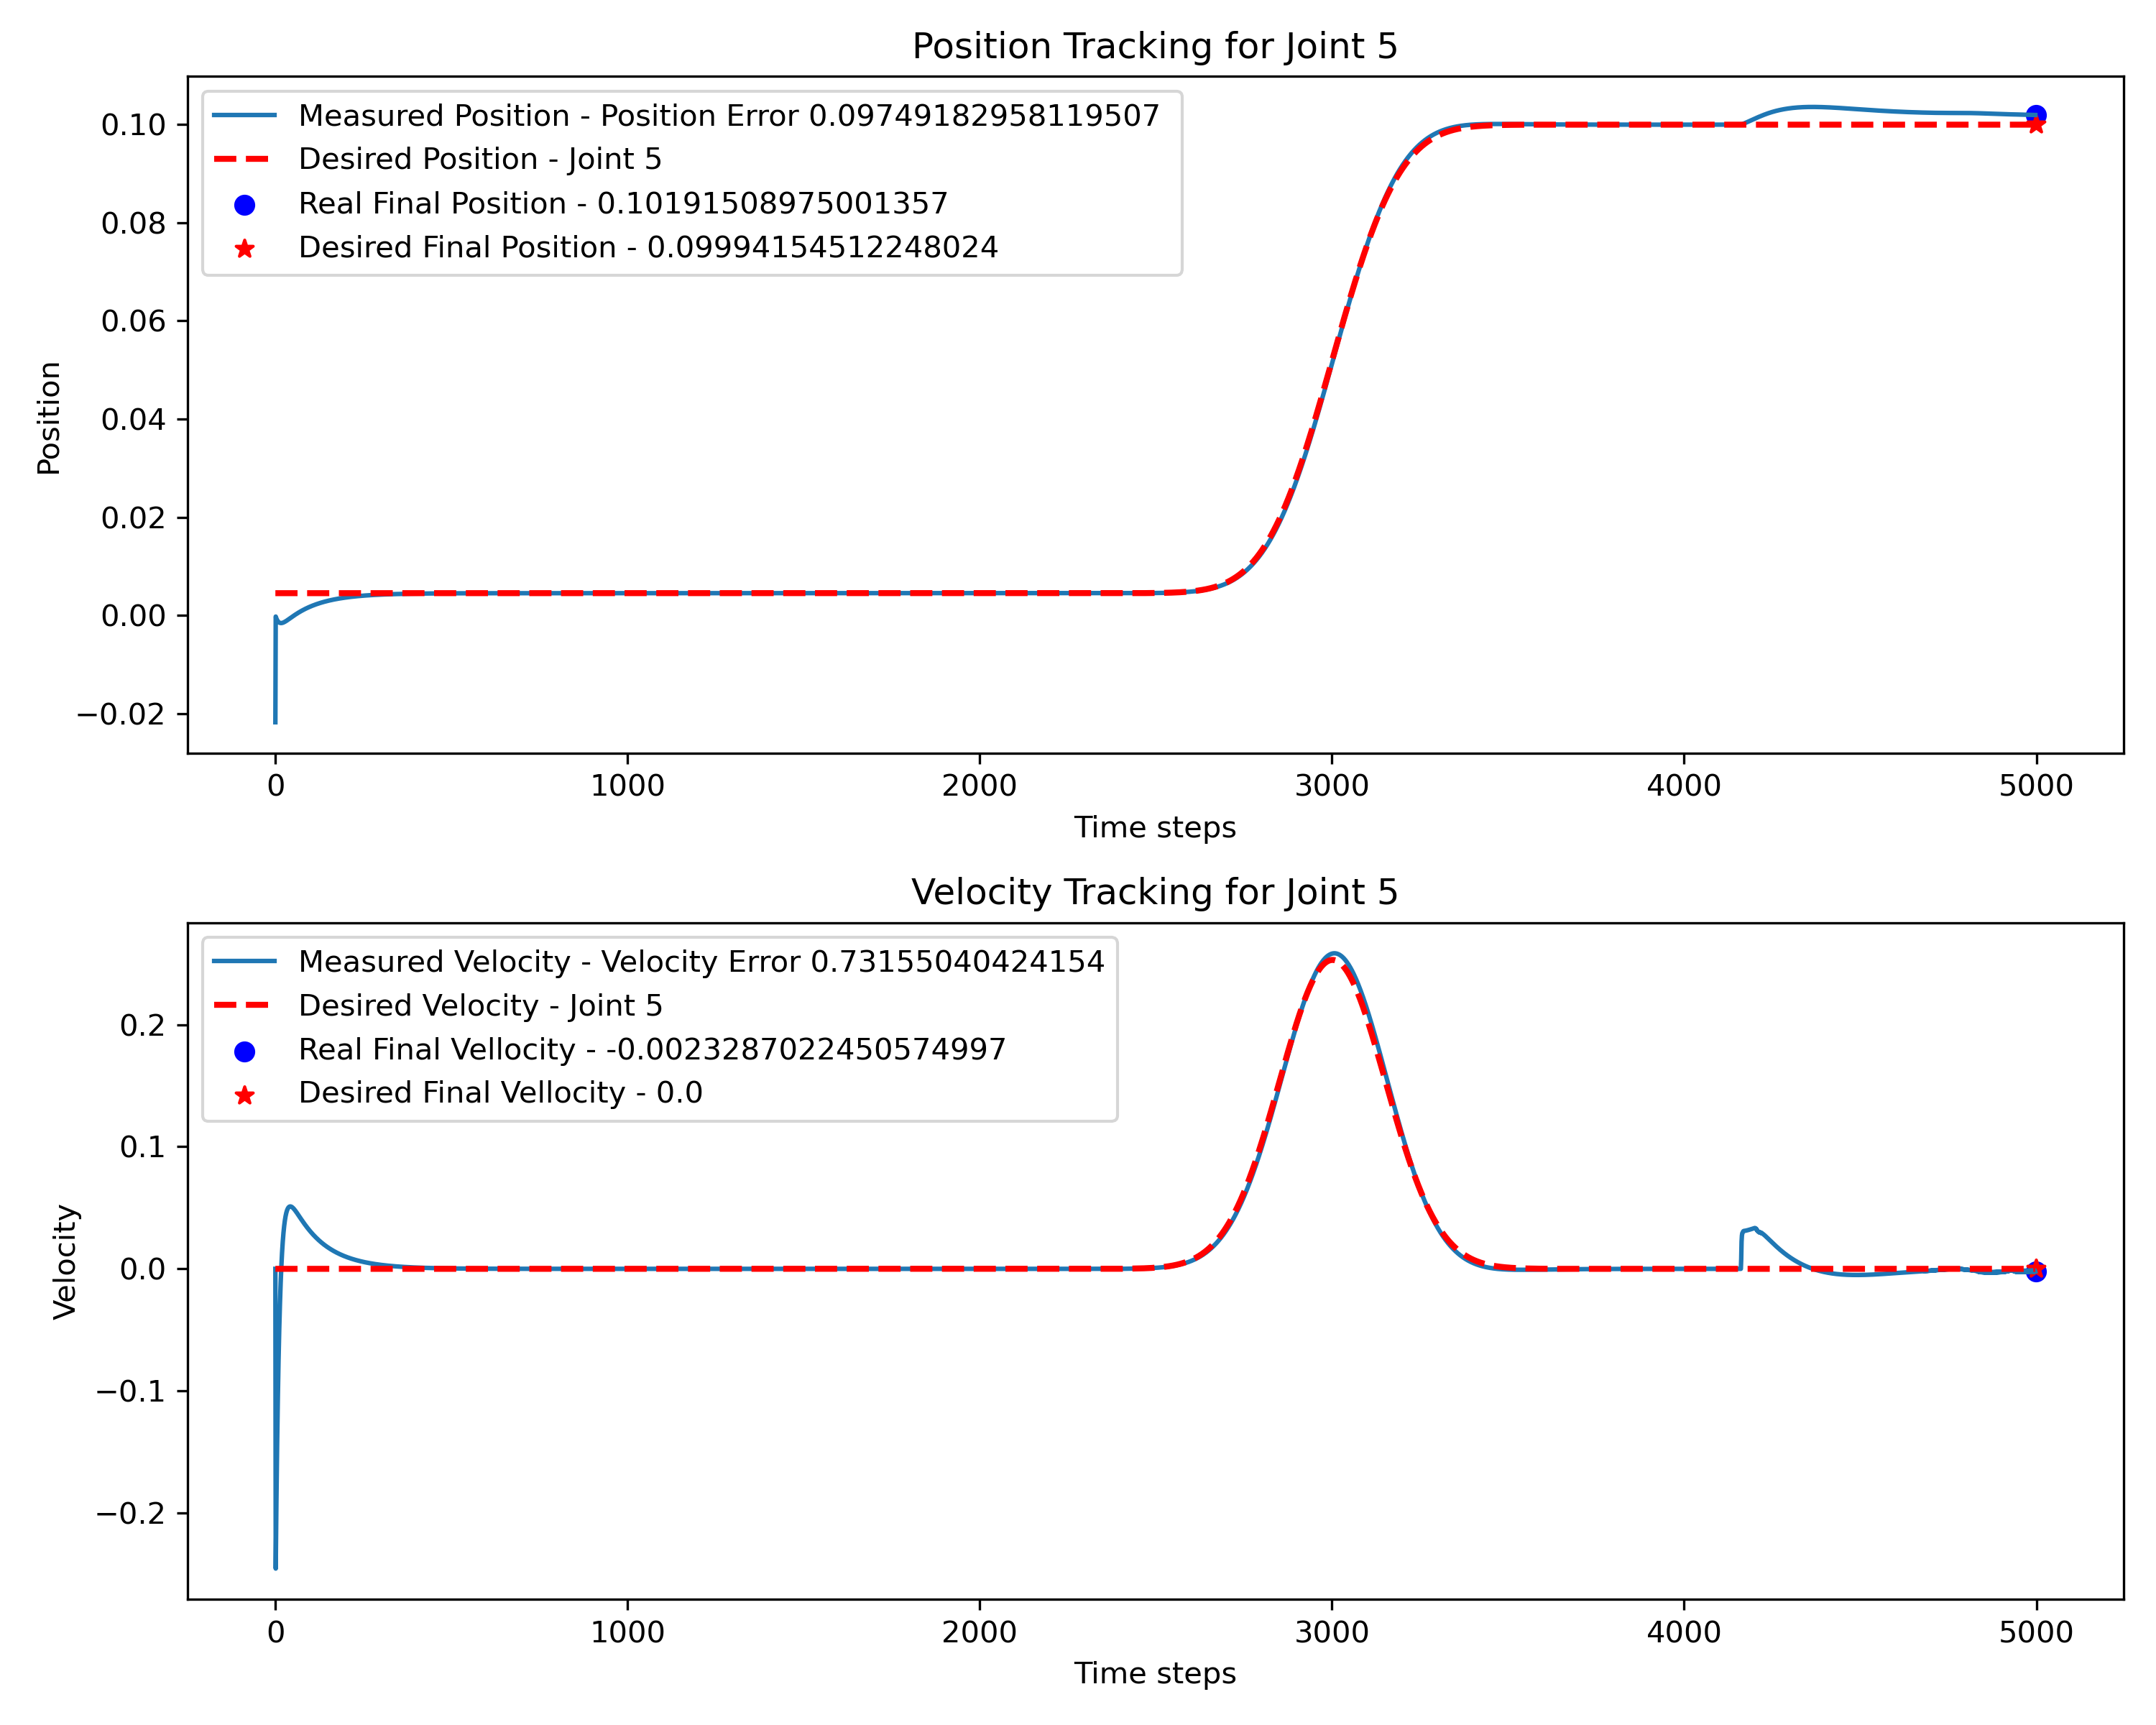 Position Tracking for Joint 5
Measured Position - Position Error 0.09749182958119507
Desired Position - Joint 5
Real Final Position - 0.10191508975001357
Desired Final Position - 0.09994154512248024
0.10
0.08
0.06
0.04
0.02
0.00
−0.02
Position
0 1000 2000 3000 4000 5000
Time steps
Velocity Tracking for Joint 5
Measured Velocity - Velocity Error 0.73155040424154
Desired Velocity - Joint 5
Real Final Vellocity - -0.0023287022450574997
Desired Final Vellocity - 0.0
0.2
0.1
0.0
−0.1
−0.2
Velocity
0 1000 2000 3000 4000 5000
Time steps